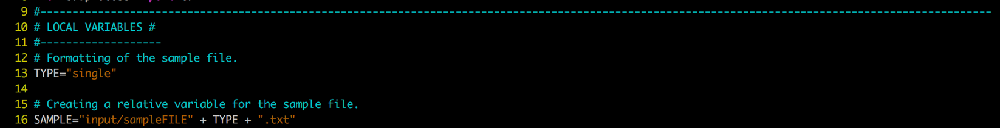 9 #-----------------------------------------------------------------------------------------------------------------------------------------------------
10 # LOCAL VARIABLES #
11 #-------------------
12 # Formatting of the sample file.
13 TYPE="single"
14
15 # Creating a relative variable for the sample file.
16 SAMPLE="input/sampleFILE" + TYPE + ".txt"